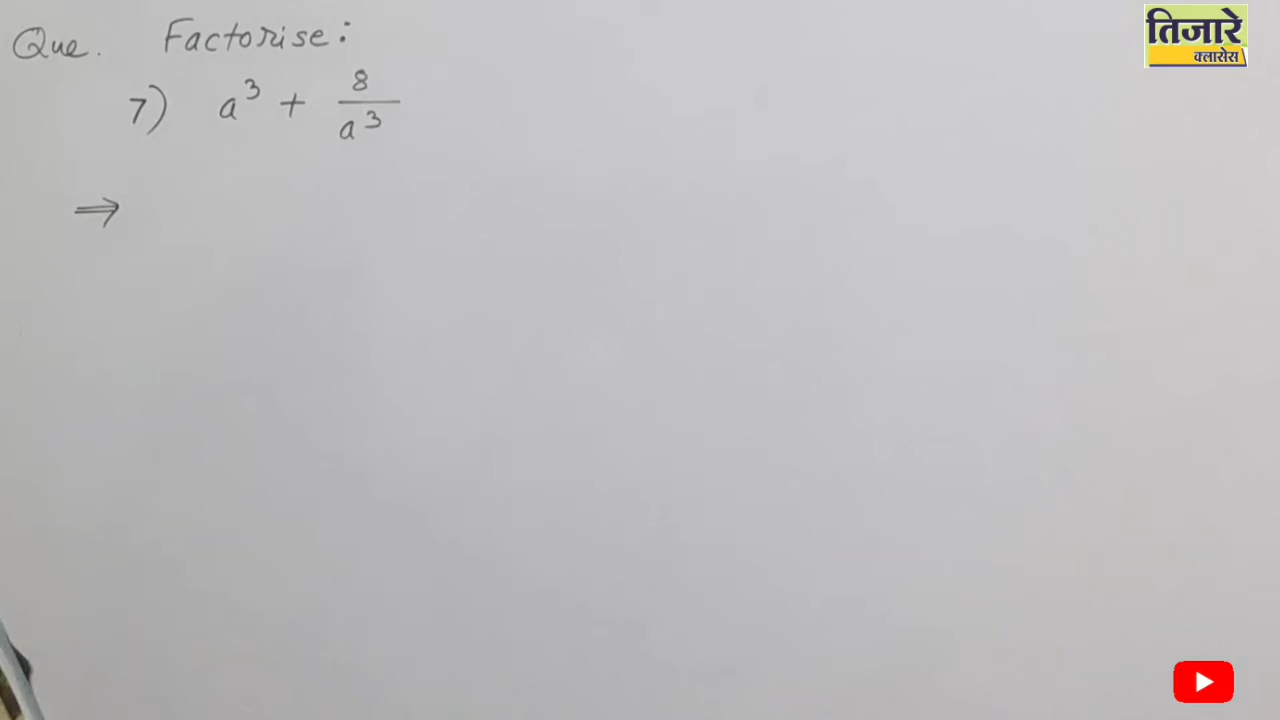 Que. Factorise:
7) a³ + 8/a³
⇒
तिजारे
क्लासेस